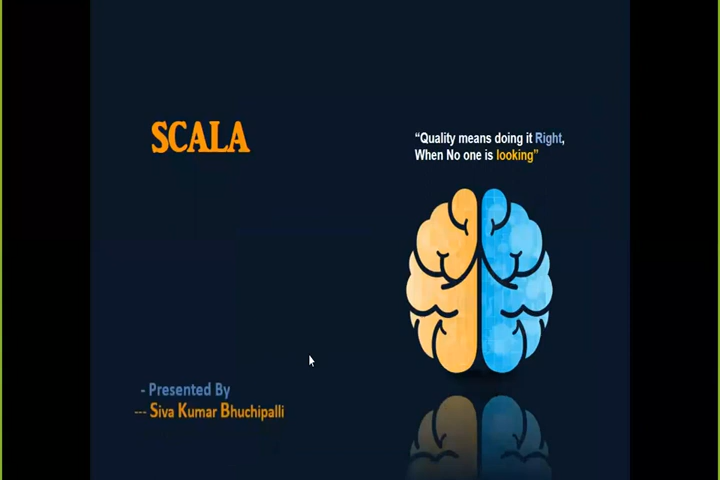 SCALA
“Quality means doing it Right,
When No one is looking”
- Presented By
--- Siva Kumar Bhuchipalli